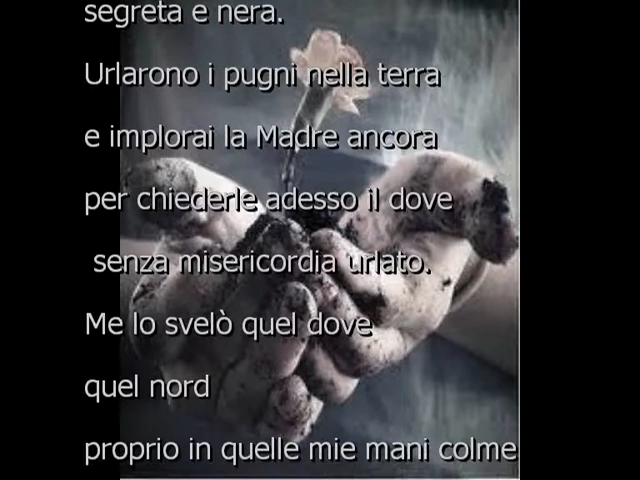 segreta e nera.
Urlarono i pugni nella terra
e implorai la Madre ancora
per chiederle adesso il dove
senza misericordia urlato.
Me lo svelò quel dove
quel nord
proprio in quelle mie mani colme